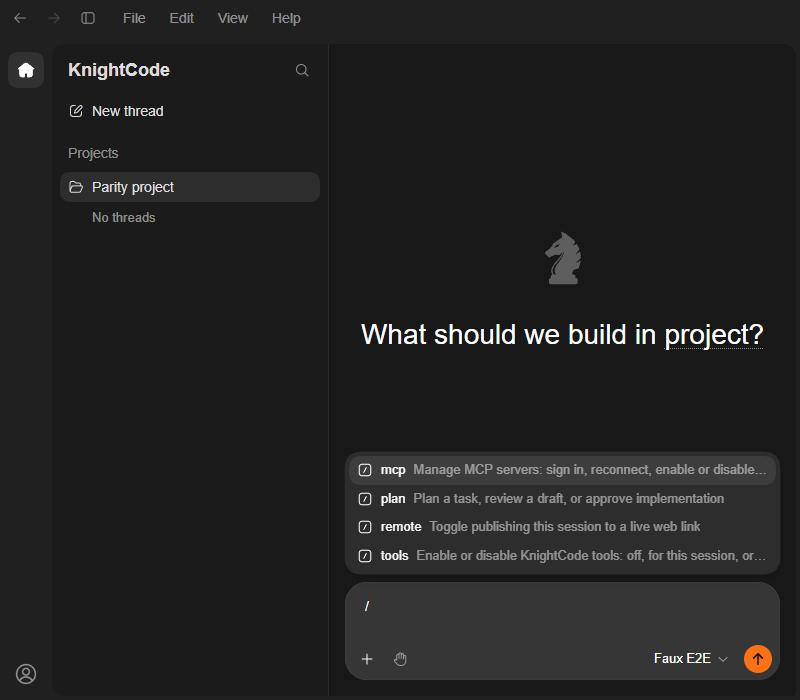 File Edit View Help
KnightCode
New thread
Projects
Parity project
No threads
What should we build in project?
mcp Manage MCP servers: sign in, reconnect, enable or disable...
plan Plan a task, review a draft, or approve implementation
remote Toggle publishing this session to a live web link
tools Enable or disable KnightCode tools: off, for this session, or...
/
Faux E2E